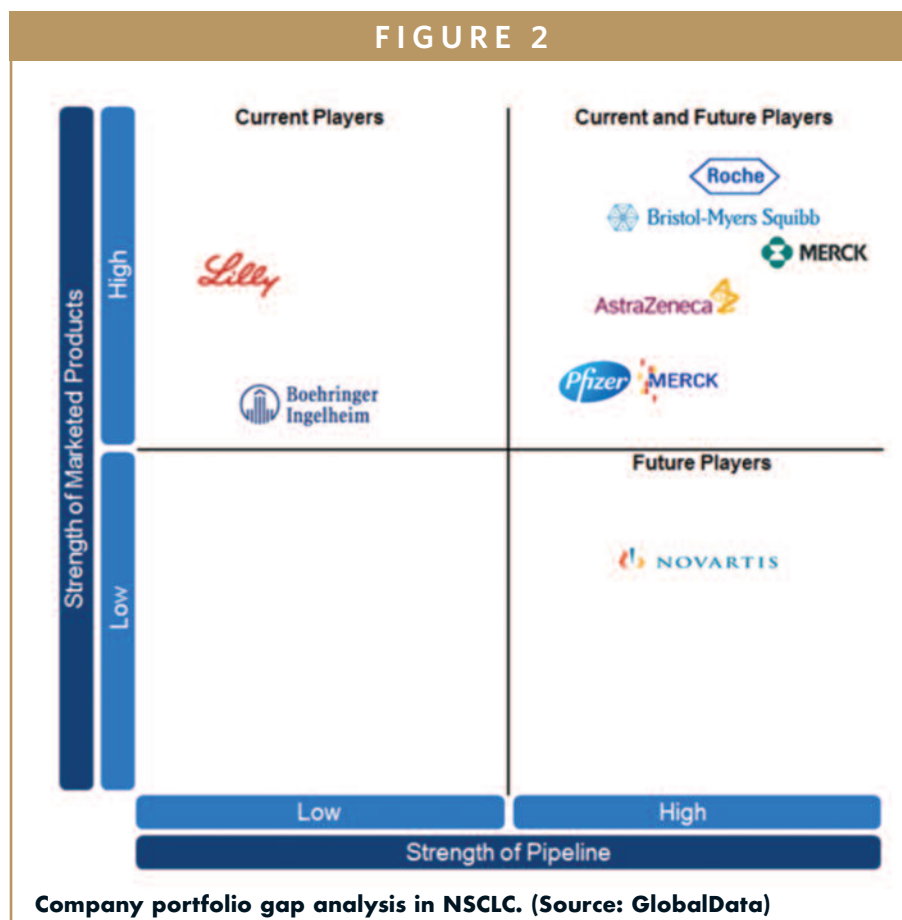 FIGURE 2
Current Players
Current and Future Players
Roche
Bristol-Myers Squibb
MERCK
Lilly
AstraZeneca
Pfizer MERCK
Boehringer
Ingelheim
Future Players
NOVARTIS
Strength of Marketed Products
High
Low
Low
High
Strength of Pipeline
Company portfolio gap analysis in NSCLC. (Source: GlobalData)